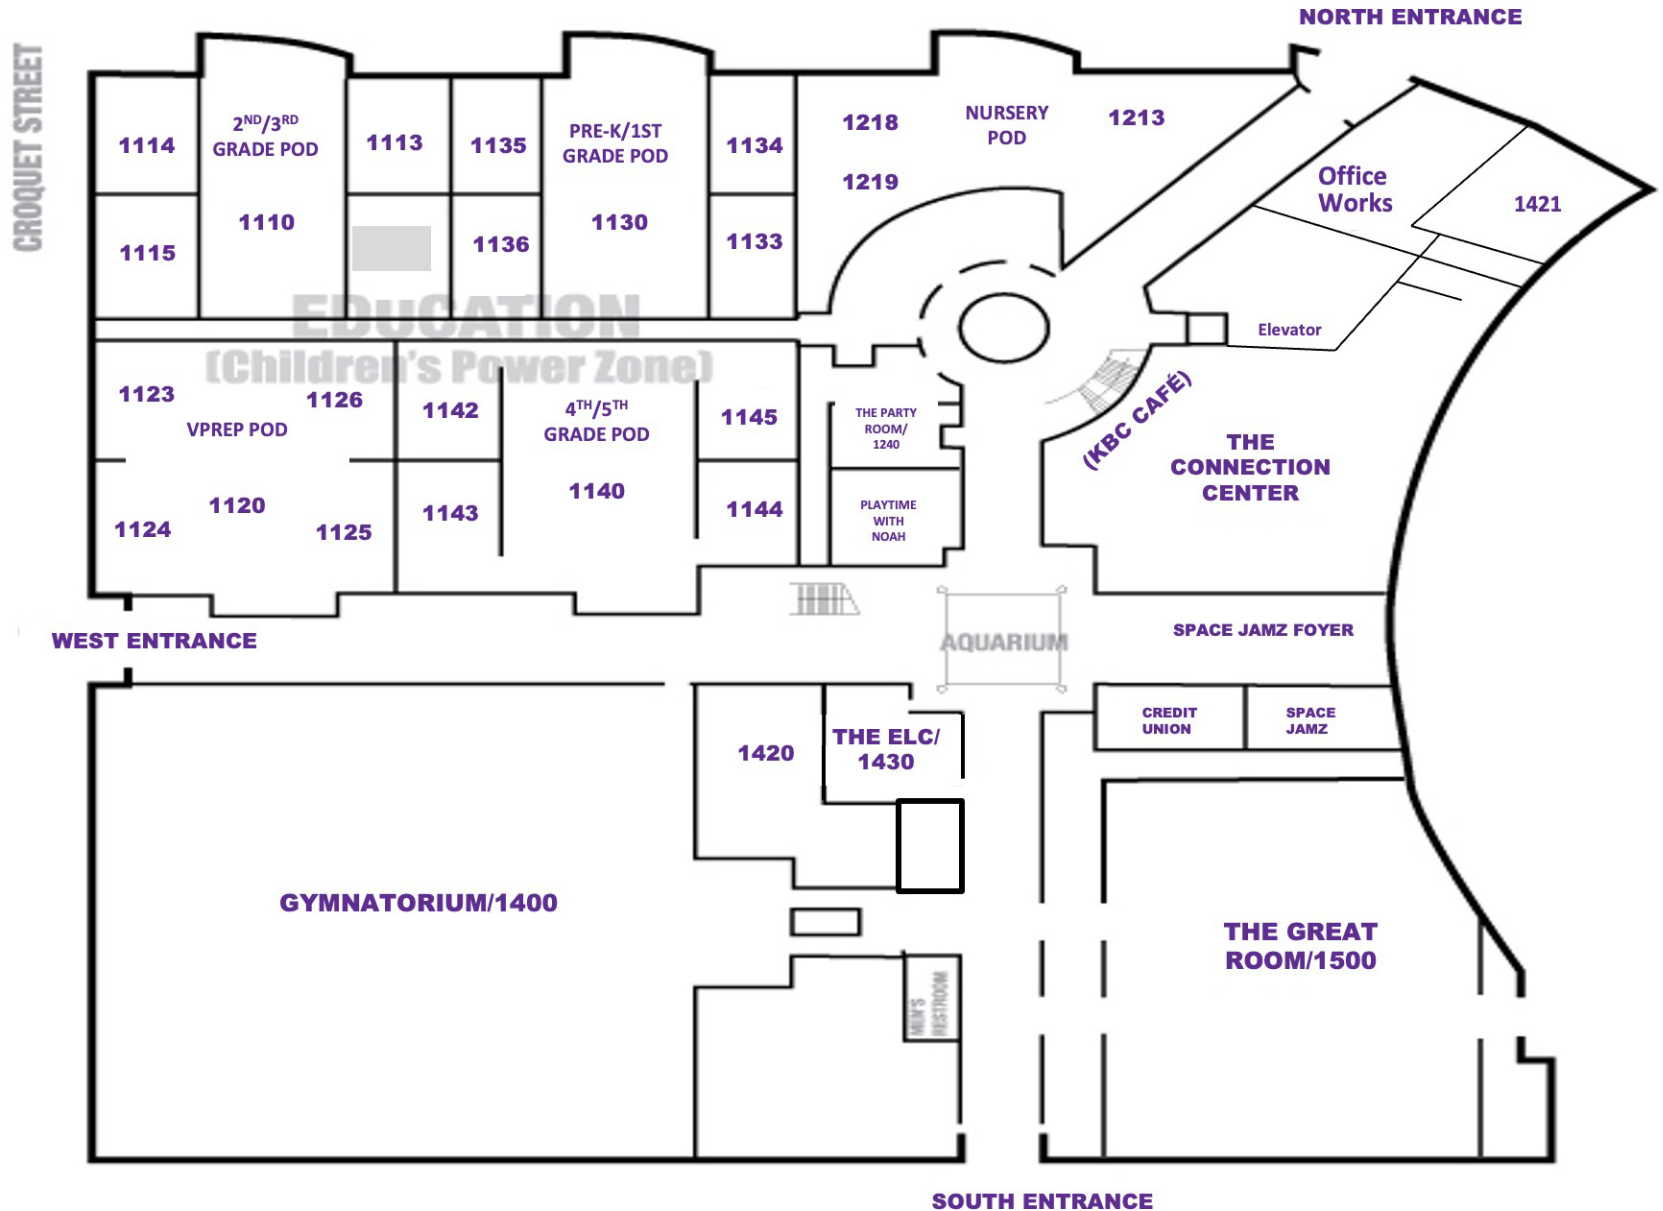 NORTH ENTRANCE
CROQUET STREET
1114
2ND/3RD
GRADE POD
1113
1135
PRE-K/1ST
GRADE POD
1134
1218
NURSERY
POD
1213
1219
Office
Works
1421
1115
1110
1136
1130
1133
EDuCATION
(Children's Power Zone)
Elevator
1123
1126
VPREP POD
1142
4TH/5TH
GRADE POD
1145
THE PARTY
ROOM/
1240
(KBC CAFÉ)
THE
CONNECTION
CENTER
1120
1124
1125
1143
1140
1144
PLAYTIME
WITH
NOAH
WEST ENTRANCE
AQUARIUM
SPACE JAMZ FOYER
1420
THE ELC/
1430
CREDIT
UNION
SPACE
JAMZ
GYMNATORIUM/1400
THE GREAT
ROOM/1500
MEN'S
RESTROOM
SOUTH ENTRANCE